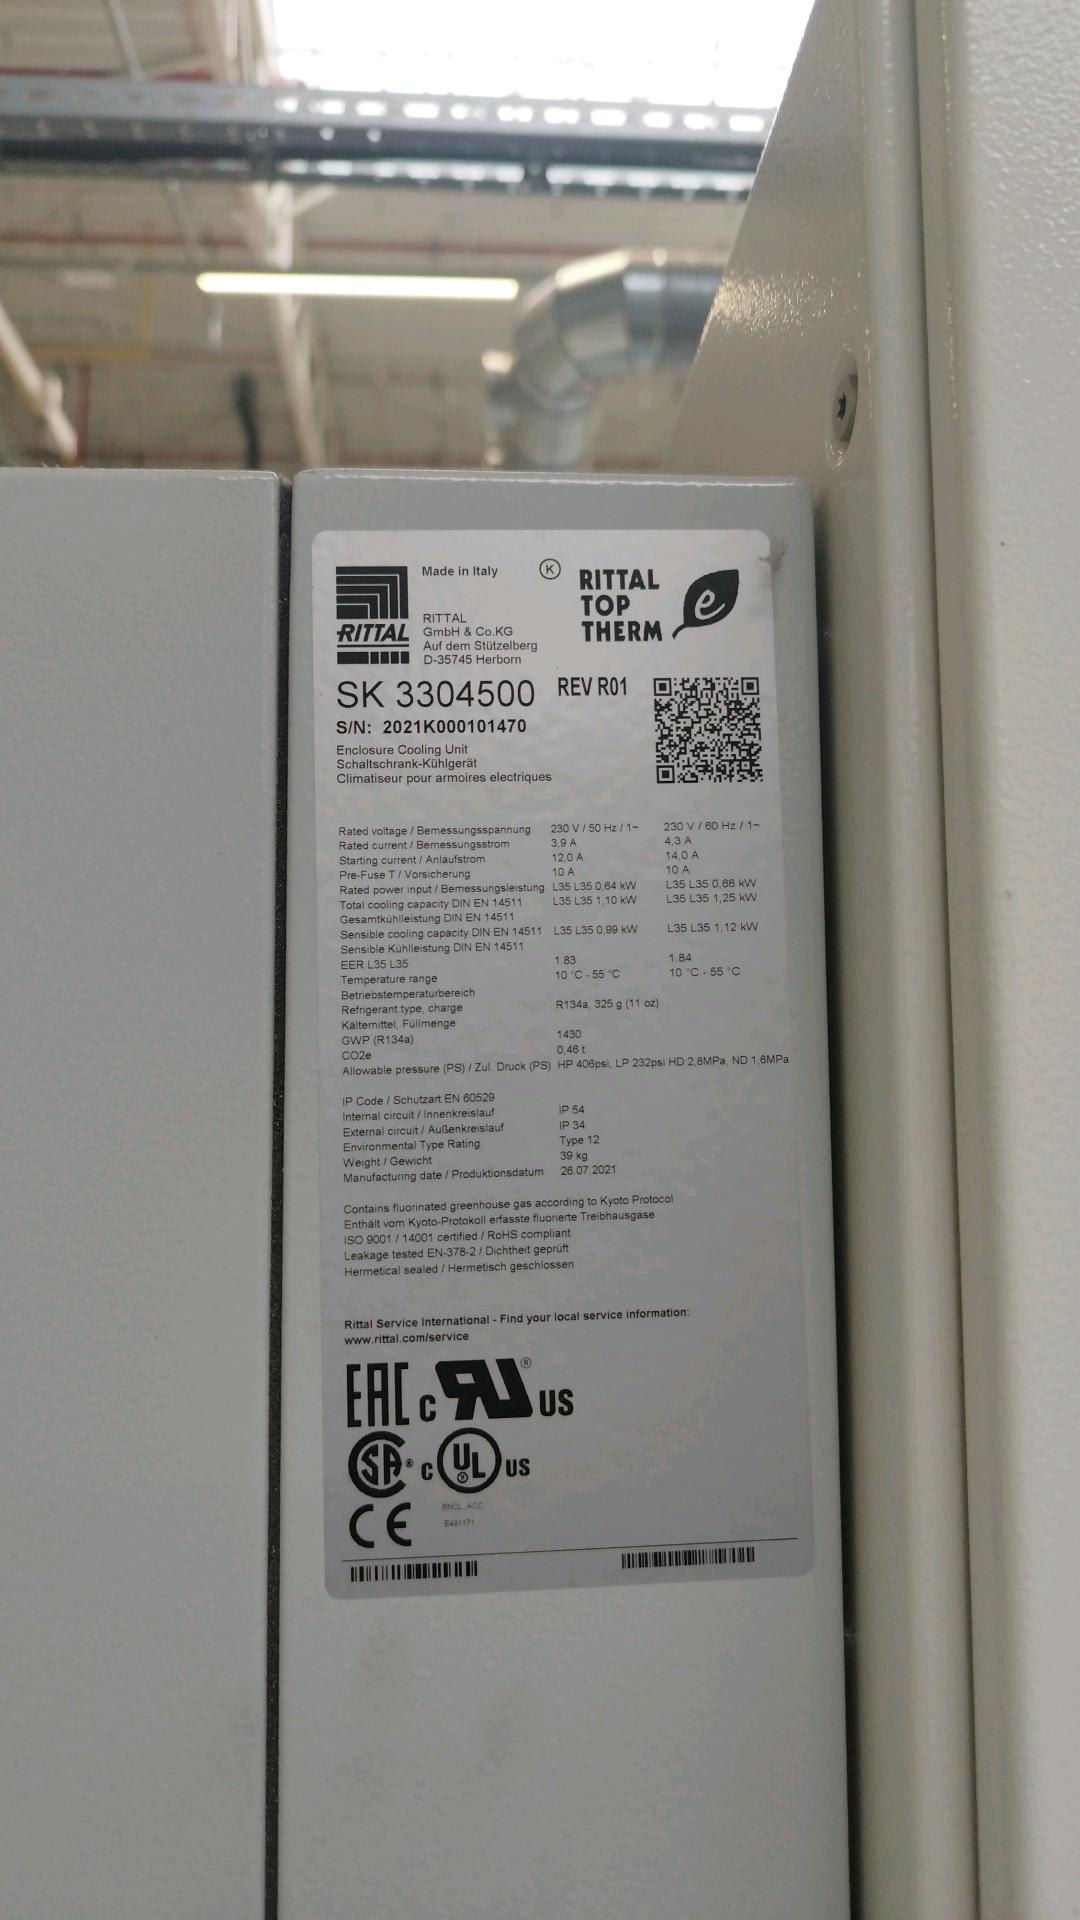 RITTAL
Made in Italy
K
RITTAL
GmbH & Co.KG
Auf dem Stützelberg
D-35745 Herborn
RITTAL
TOP
THERM
e
SK 3304500 REV R01
S/N: 2021K000101470
Enclosure Cooling Unit
Schaltschrank-Kühlgerät
Climatiseur pour armoires electriques
Rated voltage / Bemessungsspannung 230 V / 50 Hz / 1~ 230 V / 60 Hz / 1~
Rated current / Bemessungsstrom 3,9 A 4,3 A
Starting current / Anlaufstrom 12,0 A 14,0 A
Pre-Fuse T / Vorsicherung 10 A 10 A
Rated power input / Bemessungsleistung L35 L35 0,64 kW L35 L35 0,68 kW
Total cooling capacity DIN EN 14511 L35 L35 1,10 kW L35 L35 1,25 kW
Gesamtkühlleistung DIN EN 14511
Sensible cooling capacity DIN EN 14511 L35 L35 0,99 kW L35 L35 1,12 kW
Sensible Kühlleistung DIN EN 14511
EER L35 L35 1.83 1.84
Temperature range 10 °C - 55 °C 10 °C - 55 °C
Betriebstemperaturbereich
Refrigerant type, charge R134a, 325 g (11 oz)
Kältemittel, Füllmenge
GWP (R134a) 1430
CO2e 0,46 t
Allowable pressure (PS) / Zul. Druck (PS) HP 406psi, LP 232psi HD 2,8MPa, ND 1,6MPa
IP Code / Schutzart EN 60529
Internal circuit / Innenkreislauf IP 54
External circuit / Außenkreislauf IP 34
Environmental Type Rating Type 12
Weight / Gewicht 39 kg
Manufacturing date / Produktionsdatum 26.07.2021
Contains fluorinated greenhouse gas according to Kyoto Protocol
Enthält vom Kyoto-Protokoll erfasste fluorierte Treibhausgase
ISO 9001 / 14001 certified / RoHS compliant
Leakage tested EN-378-2 / Dichtheit geprüft
Hermetical sealed / Hermetisch geschlossen
Rittal Service International - Find your local service information:
www.rittal.com/service
EAC c RU ® US
SA ® c UL ® US
CE
ENCL. ACC.
E491171